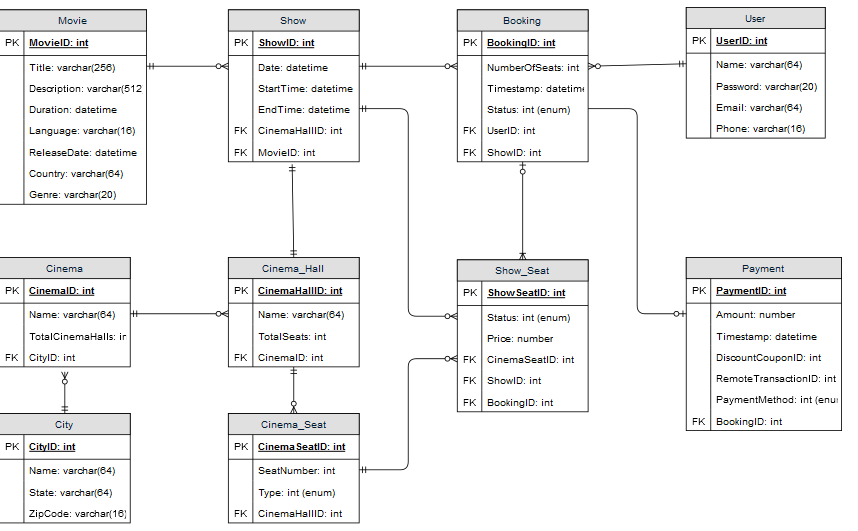 Movie
PK MovieID: int
Title: varchar(256)
Description: varchar(512
Duration: datetime
Language: varchar(16)
ReleaseDate: datetime
Country: varchar(64)
Genre: varchar(20)
Show
PK ShowID: int
Date: datetime
StartTime: datetime
EndTime: datetime
FK CinemaHallID: int
FK MovieID: int
Booking
PK BookingID: int
NumberOfSeats: int
Timestamp: datetime
Status: int (enum)
FK UserID: int
FK ShowID: int
User
PK UserID: int
Name: varchar(64)
Password: varchar(20)
Email: varchar(64)
Phone: varchar(16)
Cinema
PK CinemaID: int
Name: varchar(64)
TotalCinemaHalls: in
FK CityID: int
Cinema_Hall
PK CinemaHallID: int
Name: varchar(64)
TotalSeats: int
FK CinemaID: int
Show_Seat
PK ShowSeatID: int
Status: int (enum)
Price: number
FK CinemaSeatID: int
FK ShowID: int
FK BookingID: int
Payment
PK PaymentID: int
Amount: number
Timestamp: datetime
DiscountCouponID: int
RemoteTransactionID: int
PaymentMethod: int (enu
FK BookingID: int
City
PK CityID: int
Name: varchar(64)
State: varchar(64)
ZipCode: varchar(16)
Cinema_Seat
PK CinemaSeatID: int
SeatNumber: int
Type: int (enum)
FK CinemaHallID: int